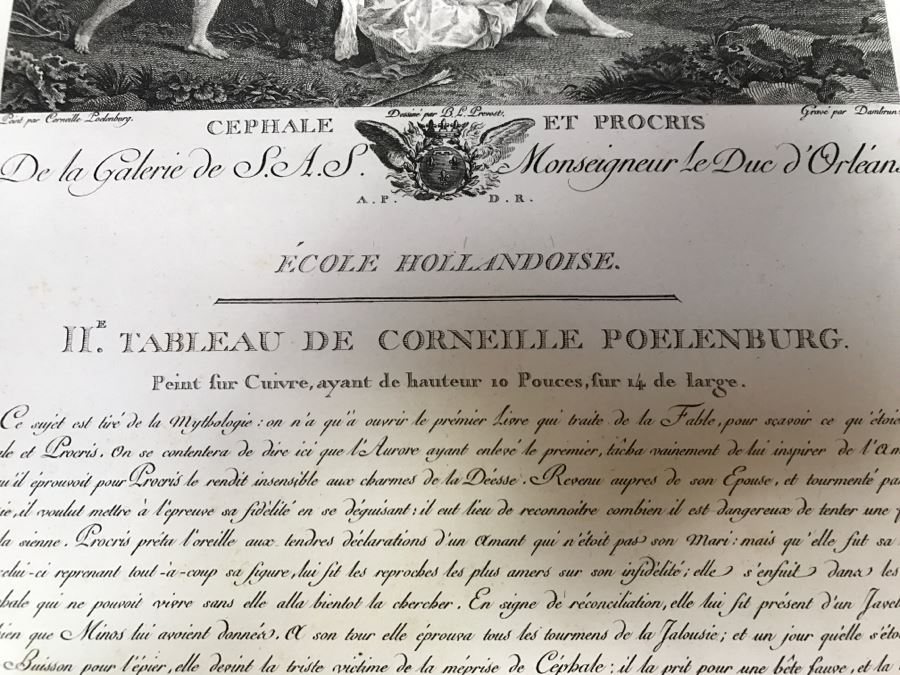 Peint par Corneille Poelenburg.
Dessiné par B. L. Prevost.
Gravé par Dambrun
CEPHALE ET PROCRIS
De la Galerie de S.A.S. Monseigneur le Duc d'Orléans
A. P. D. R.
ÉCOLE HOLLANDOISE.
IIᴱ. TABLEAU DE CORNEILLE POELENBURG.
Peint sur Cuivre, ayant de hauteur 10 Pouces, sur 14 de large.
Ce sujet est tiré de la Mythologie : on n'a qu'à ouvrir le prémier Livre qui traite de la Fable, pour sçavoir ce qu'étoie
le et Procris. On se contentera de dire ici que l'Aurore ayant enlevé le premier, tâcha vainement de lui inspirer de l'Am
u'il éprouvoit pour Procris le rendit insensible aux charmes de la Déesse. Revenu aupres de son Epouse, et tourmenté pa
ie, il voulut mettre à l'épreuve sa fidélité en se déguisant : il eut lieu de reconnoître combien il est dangereux de tenter une
la sienne. Procris prêta l'oreille aux tendres déclarations d'un Amant qui n'étoit pas son Mari : mais qu'elle fut sa
celui-ci reprenant tout-à-coup sa figure, lui fit les reproches les plus amers sur son infidélité ; elle s'enfuit dans les
phale qui ne pouvoit vivre sans elle alla bientot la chercher. En signe de réconciliation, elle lui fit présent d'un Javel
ien que Minos lui avoient donnés. A son tour elle éprouva tous les tourmens de la Jalousie ; et un jour qu'elle s'éto
Buisson pour l'épier, elle devint la triste victime de la méprise de Céphale : il la prit pour une bête fauve, et la